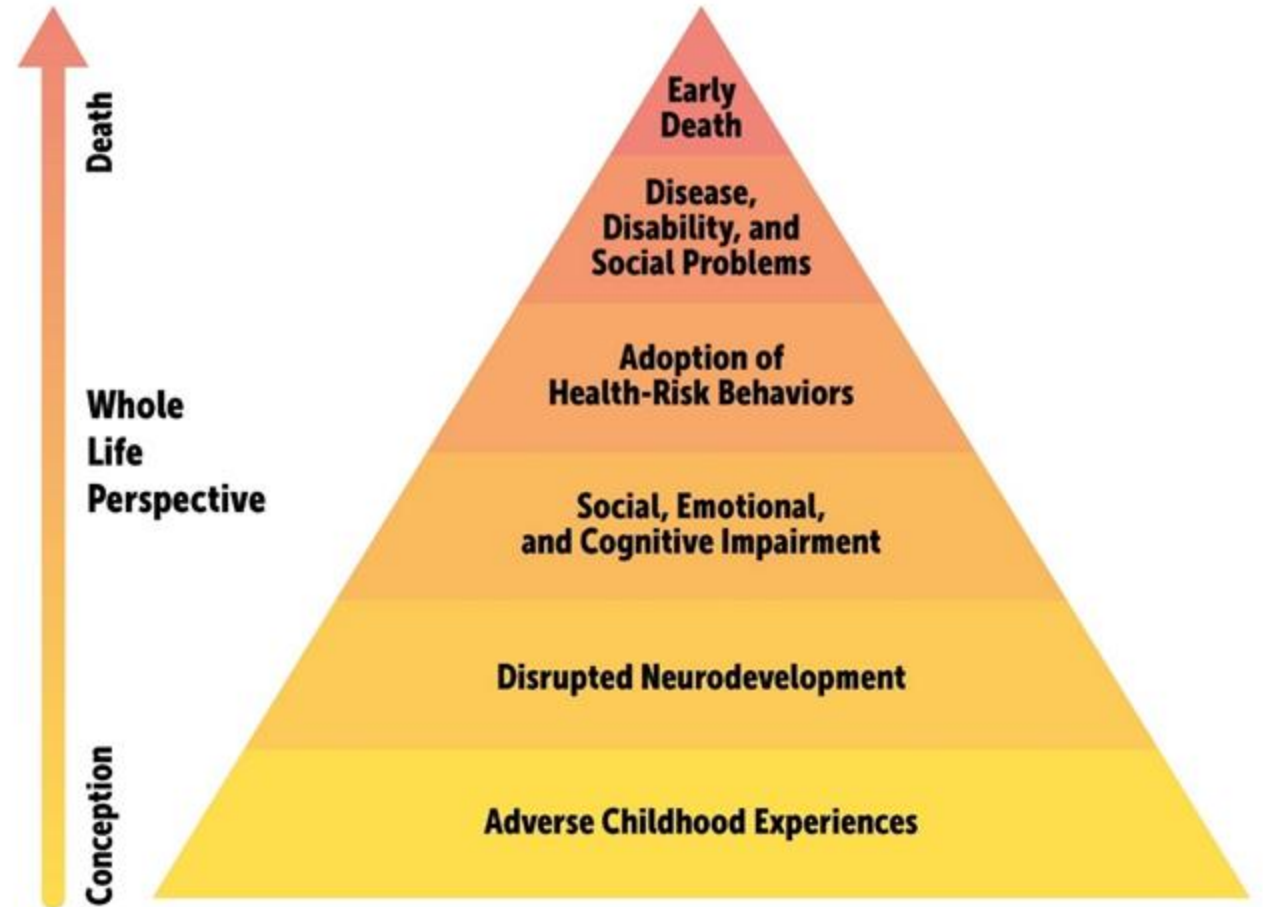 Death
Whole
Life
Perspective
Conception
Early
Death
Disease,
Disability, and
Social Problems
Adoption of
Health-Risk Behaviors
Social, Emotional,
and Cognitive Impairment
Disrupted Neurodevelopment
Adverse Childhood Experiences